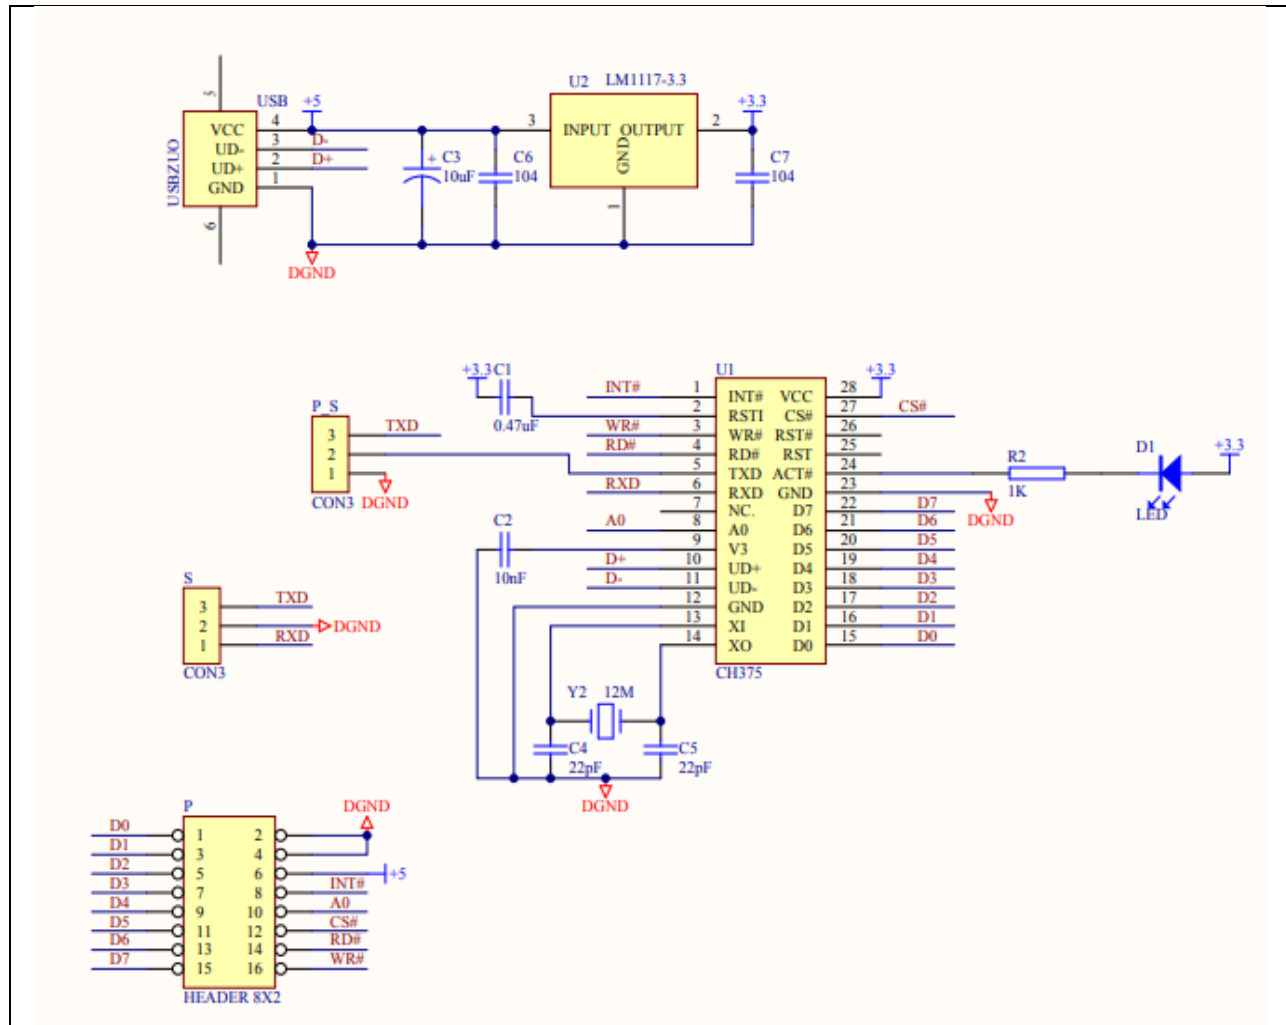 U2 LM1117-3.3
USB +5 +3.3
5
VCC 4 3 INPUT OUTPUT 2
UD- 3 D-
UD+ 2 D+
GND 1
GND
USBZUO
+ C3
10uF
C6
104
C7
104
1
6
DGND
+3.3 C1
0.47uF
U1
+3.3
INT# 1 INT# VCC 28
2 RSTI CS# 27 CS#
WR# 3 WR# RST# 26
RD# 4 RD# RST 25
5 TXD ACT# 24
RXD 6 RXD GND 23
7 NC. D7 22 D7
A0 8 A0 D6 21 D6
9 V3 D5 20 D5
D+ 10 UD+ D4 19 D4
D- 11 UD- D3 18 D3
12 GND D2 17 D2
13 XI D1 16 D1
14 XO D0 15 D0
CH375
P_S
3 TXD
2
1
CON3 DGND
R2
1K
D1
LED
+3.3
DGND
C2
10nF
S
3 TXD
2 DGND
1 RXD
CON3
Y2 12M
C4
22pF
C5
22pF
DGND
P
DGND
D0 1 2
D1 3 4
D2 5 6 +5
D3 7 8 INT#
D4 9 10 A0
D5 11 12 CS#
D6 13 14 RD#
D7 15 16 WR#
HEADER 8X2